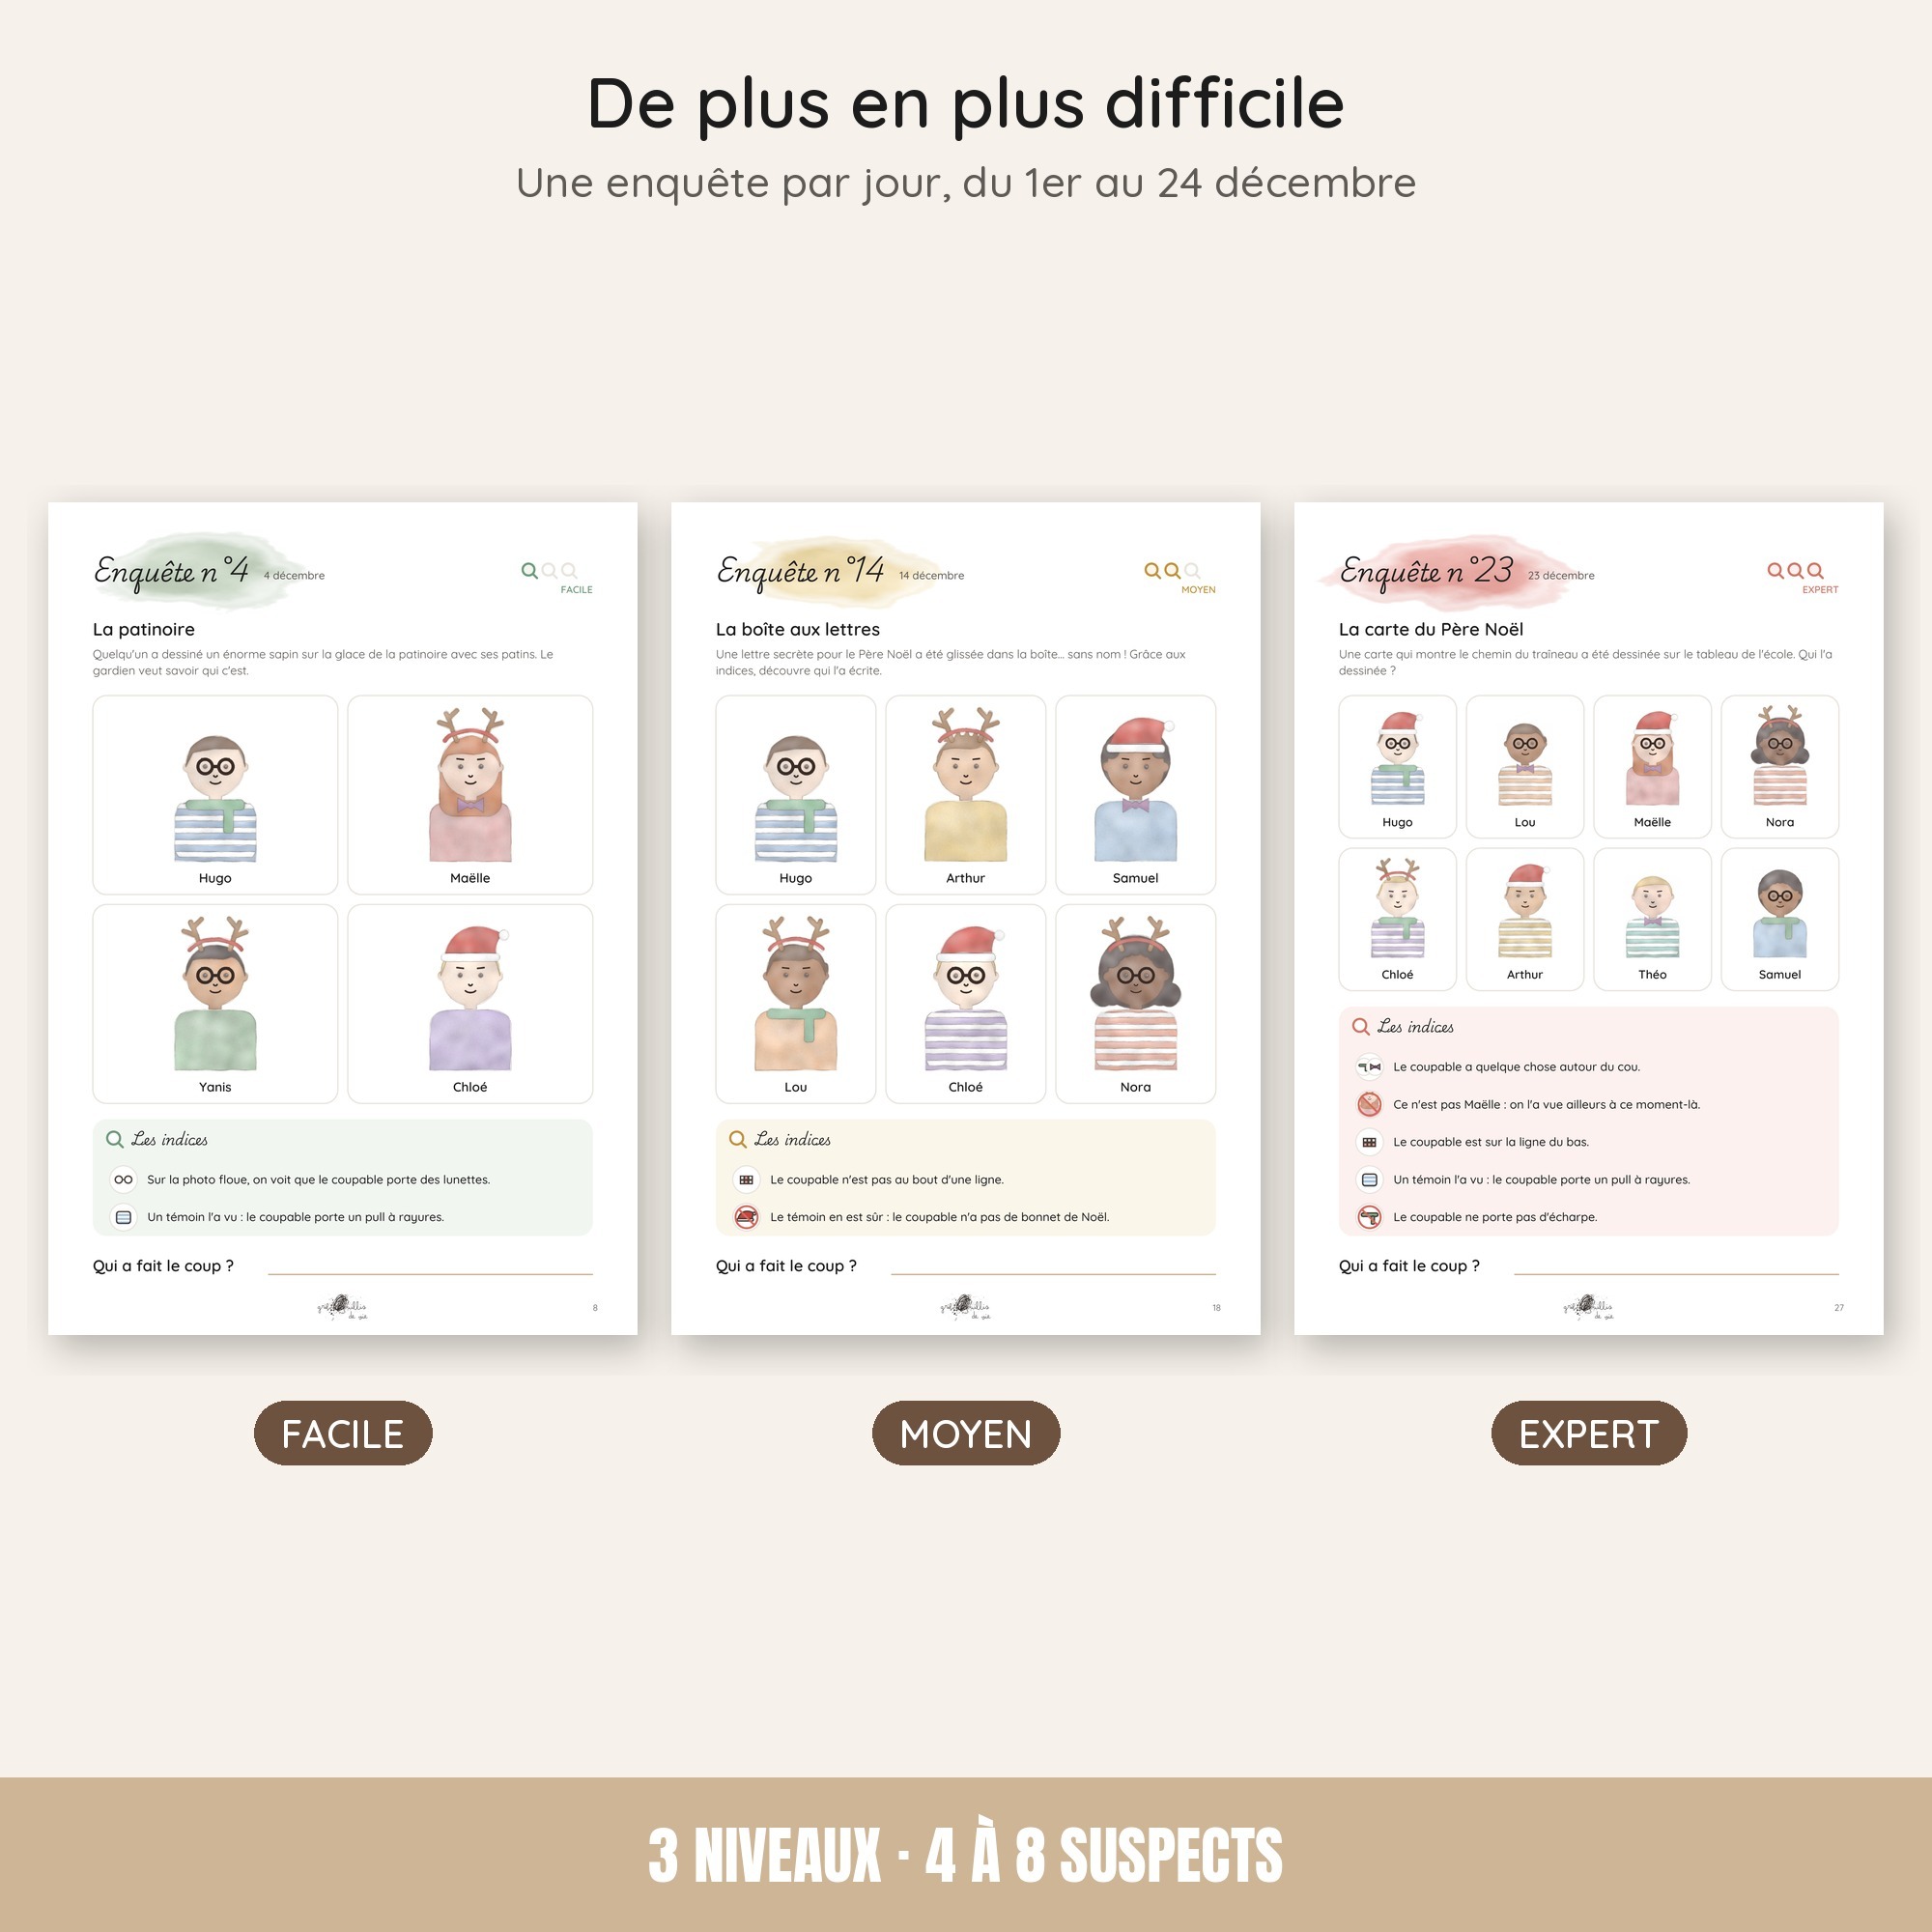 De plus en plus difficile
Une enquête par jour, du 1er au 24 décembre
Enquête n°4 4 décembre
FACILE
La patinoire
Quelqu'un a dessiné un énorme sapin sur la glace de la patinoire avec ses patins. Le
gardien veut savoir qui c'est.
Hugo
Maëlle
Yanis
Chloé
Les indices
Sur la photo floue, on voit que le coupable porte des lunettes.
Un témoin l'a vu : le coupable porte un pull à rayures.
Qui a fait le coup ?
8
FACILE
Enquête n°14 14 décembre
MOYEN
La boîte aux lettres
Une lettre secrète pour le Père Noël a été glissée dans la boîte... sans nom ! Grâce aux
indices, découvre qui l'a écrite.
Hugo
Arthur
Samuel
Lou
Chloé
Nora
Les indices
Le coupable n'est pas au bout d'une ligne.
Le témoin en est sûr : le coupable n'a pas de bonnet de Noël.
Qui a fait le coup ?
18
MOYEN
Enquête n°23 23 décembre
EXPERT
La carte du Père Noël
Une carte qui montre le chemin du traîneau a été dessinée sur le tableau de l'école. Qui l'a
dessinée ?
Hugo
Lou
Maëlle
Nora
Chloé
Arthur
Théo
Samuel
Les indices
Le coupable a quelque chose autour du cou.
Ce n'est pas Maëlle : on l'a vue ailleurs à ce moment-là.
Le coupable est sur la ligne du bas.
Un témoin l'a vu : le coupable porte un pull à rayures.
Le coupable ne porte pas d'écharpe.
Qui a fait le coup ?
27
EXPERT
3 NIVEAUX · 4 À 8 SUSPECTS